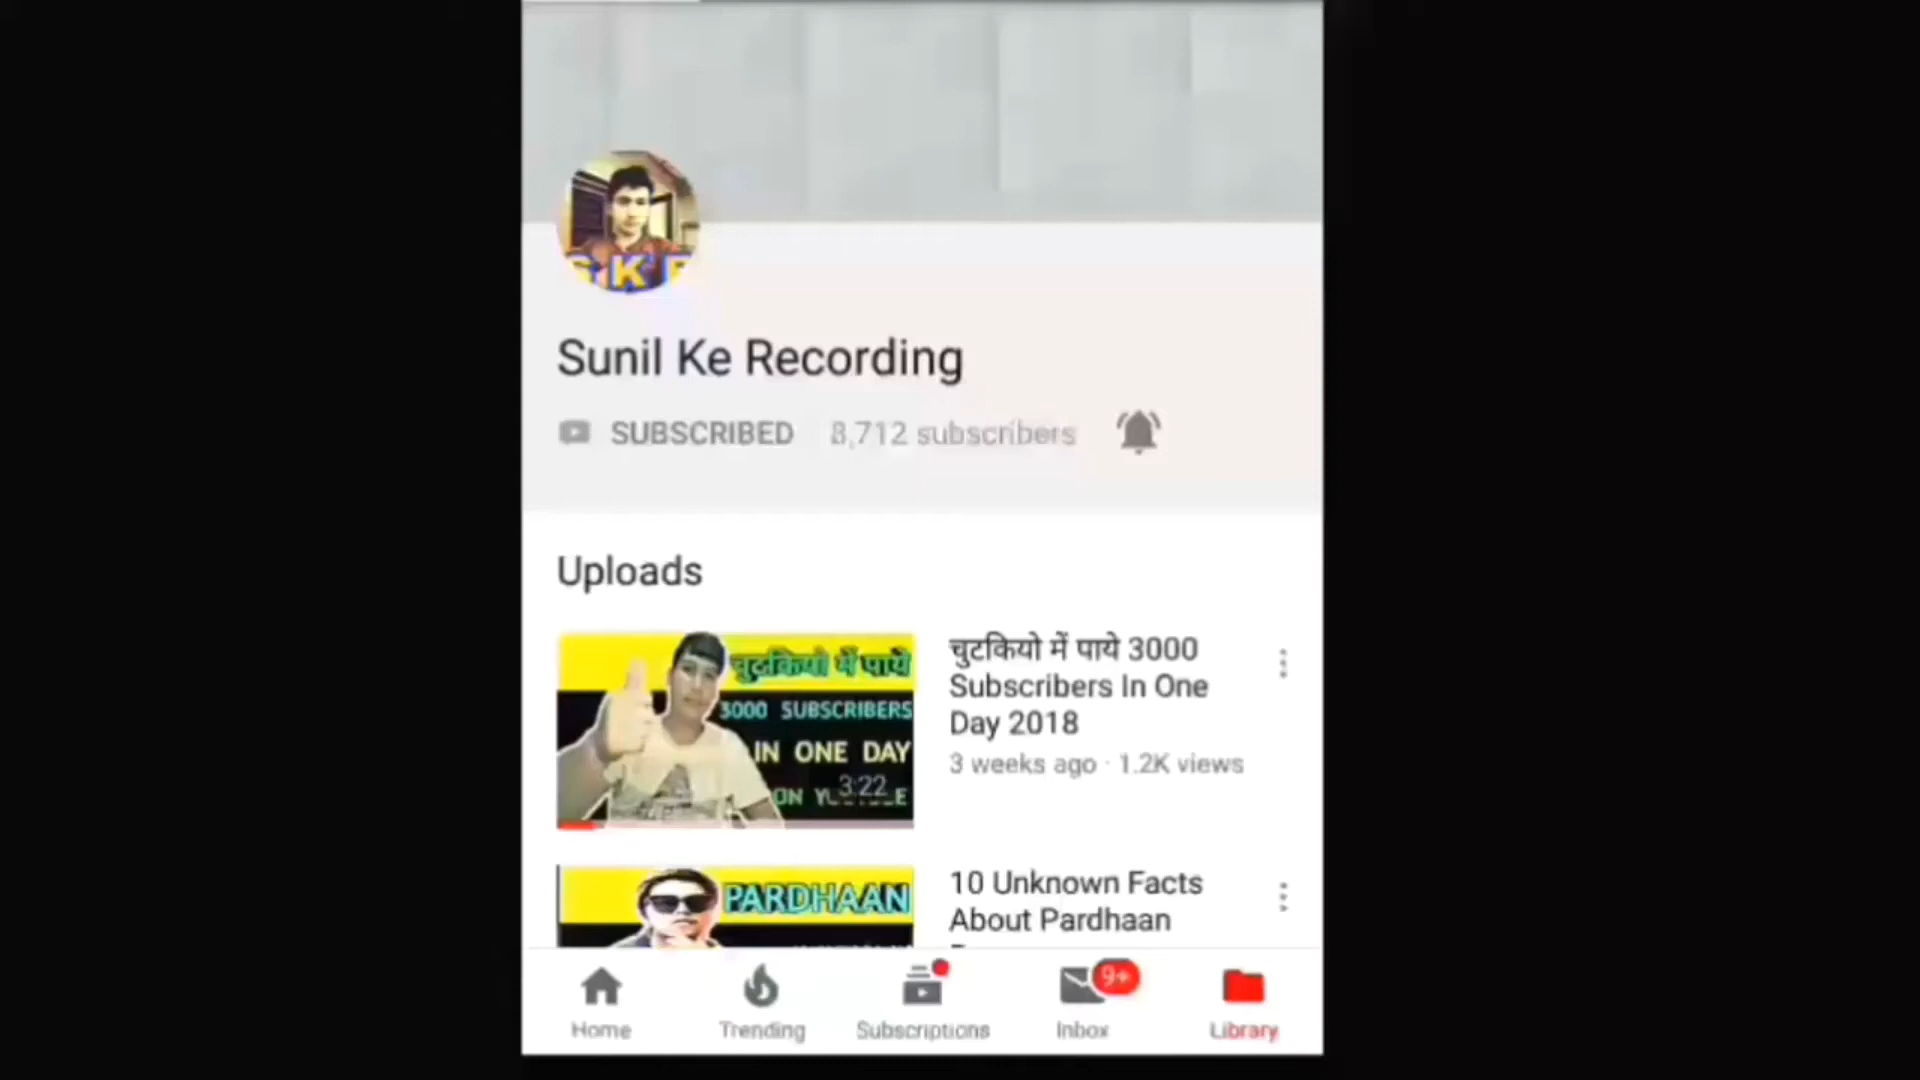 S K R
Sunil Ke Recording
SUBSCRIBED 8,712 subscribers
Uploads
चुटकियो में पाये
3000 SUBSCRIBERS
IN ONE DAY
3:22
ON
चुटकियो में पाये 3000
Subscribers In One
Day 2018
3 weeks ago · 1.2K views
PARDHAAN
10 Unknown Facts
About Pardhaan
9+
Home Trending Subscriptions Inbox Library